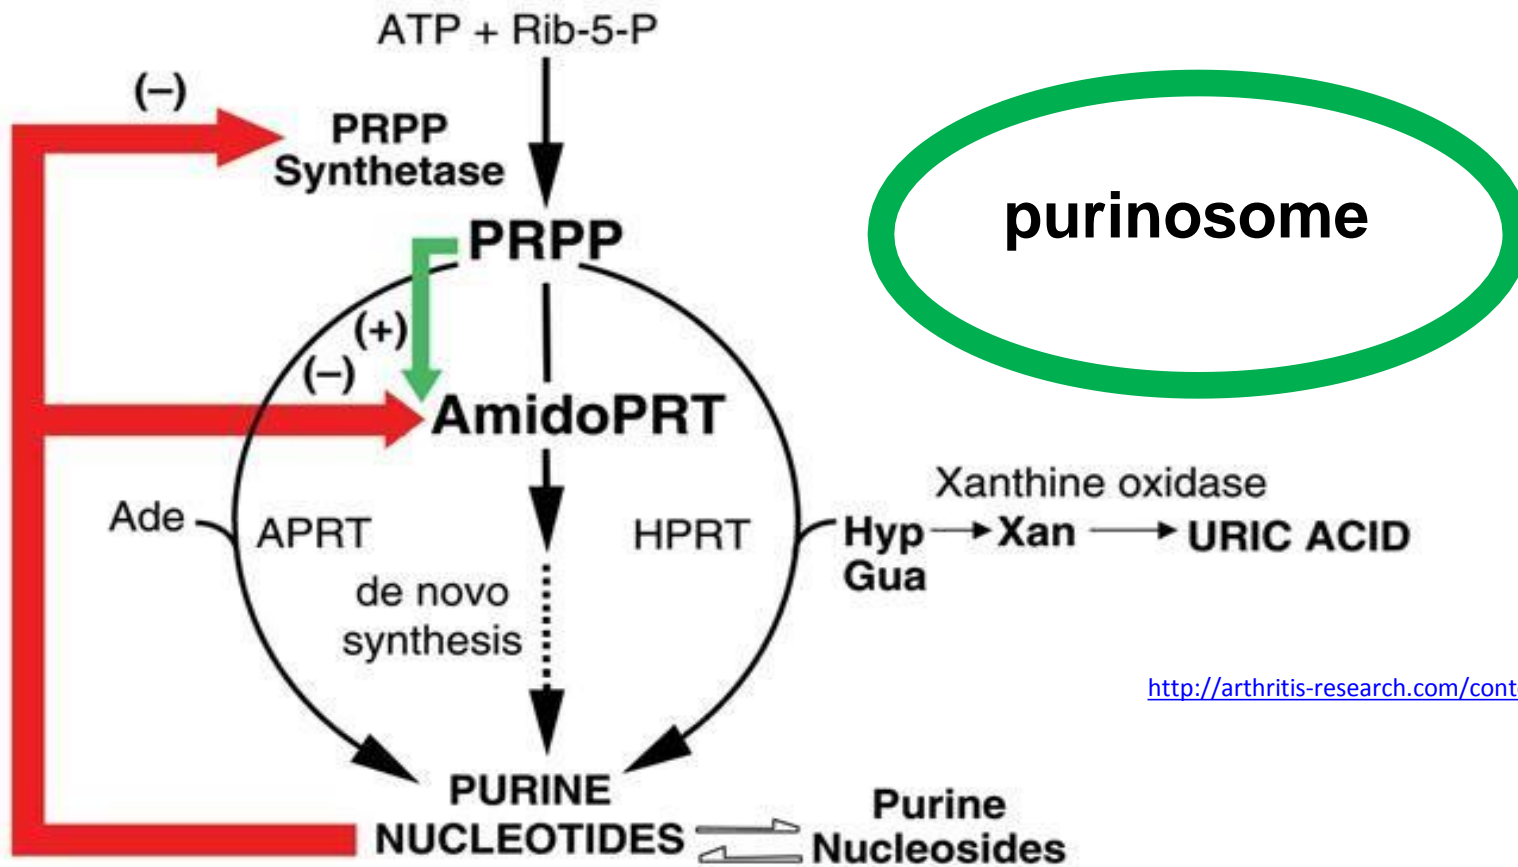 ATP + Rib-5-P
(–)
PRPP
Synthetase
purinosome
PRPP
(+)
(–)
AmidoPRT
Ade
APRT
HPRT
Xanthine oxidase
Hyp
Xan
URIC ACID
Gua
de novo
synthesis
http://arthritis-research.com/cont
PURINE
NUCLEOTIDES
Purine
Nucleosides